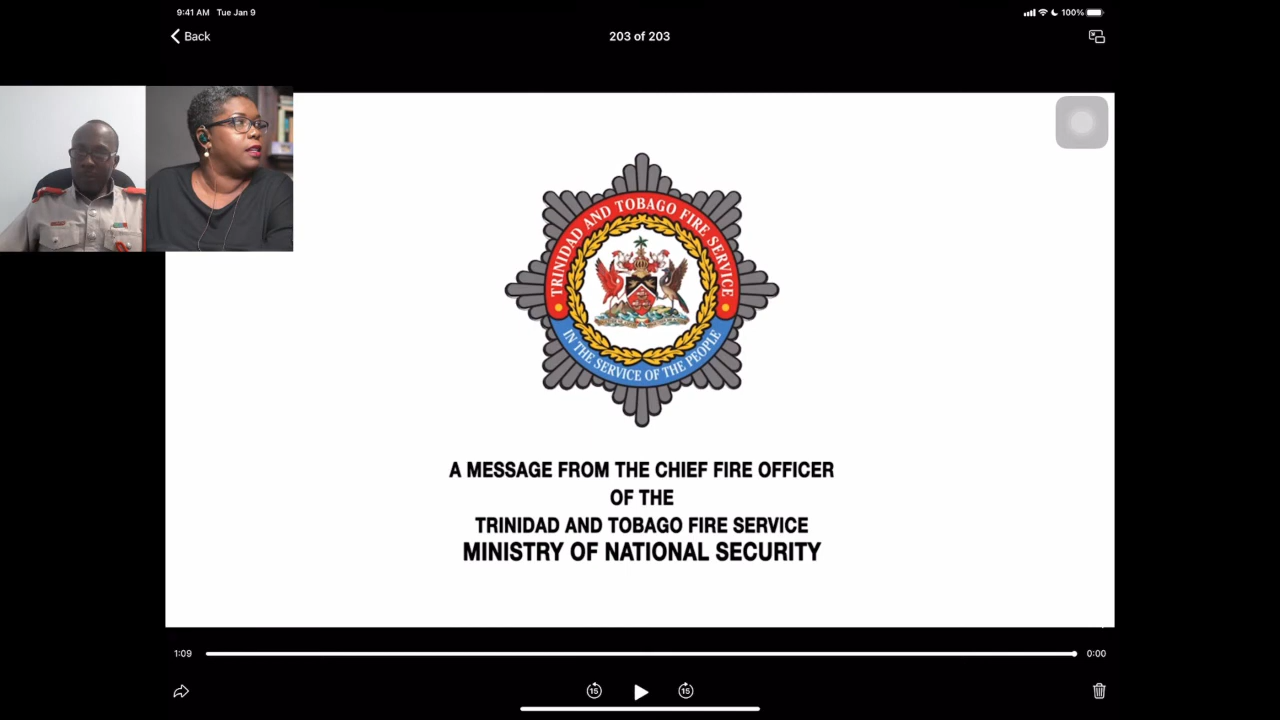 9:41 AM Tue Jan 9
100%
Back
203 of 203
TRINIDAD AND TOBAGO FIRE SERVICE
IN THE SERVICE OF THE PEOPLE
A MESSAGE FROM THE CHIEF FIRE OFFICER
OF THE
TRINIDAD AND TOBAGO FIRE SERVICE
MINISTRY OF NATIONAL SECURITY
1:09
0:00
15
15